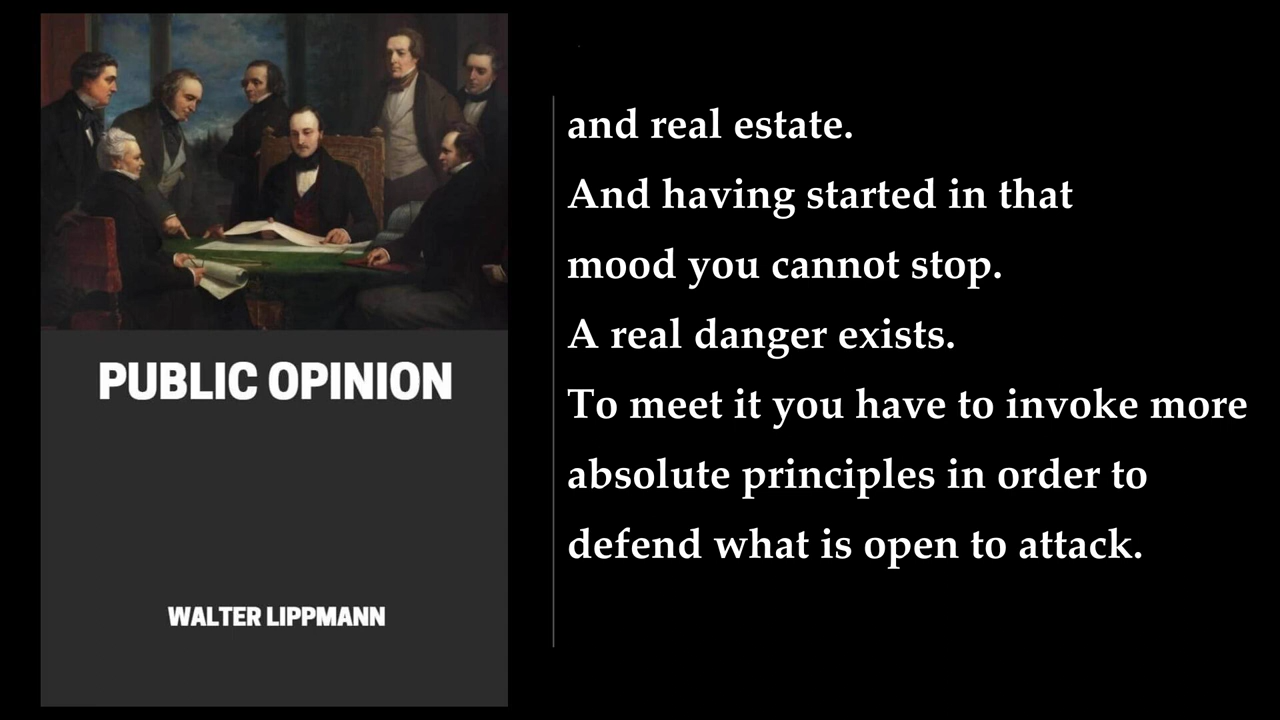 PUBLIC OPINION
WALTER LIPPMANN
and real estate.
And having started in that
mood you cannot stop.
A real danger exists.
To meet it you have to invoke more
absolute principles in order to
defend what is open to attack.